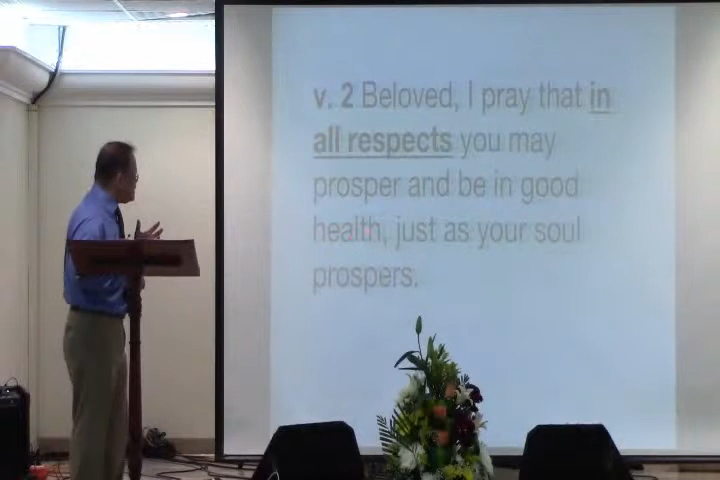 v. 2 Beloved, I pray that in
all respects you may
prosper and be in good
health, just as your soul
prospers.